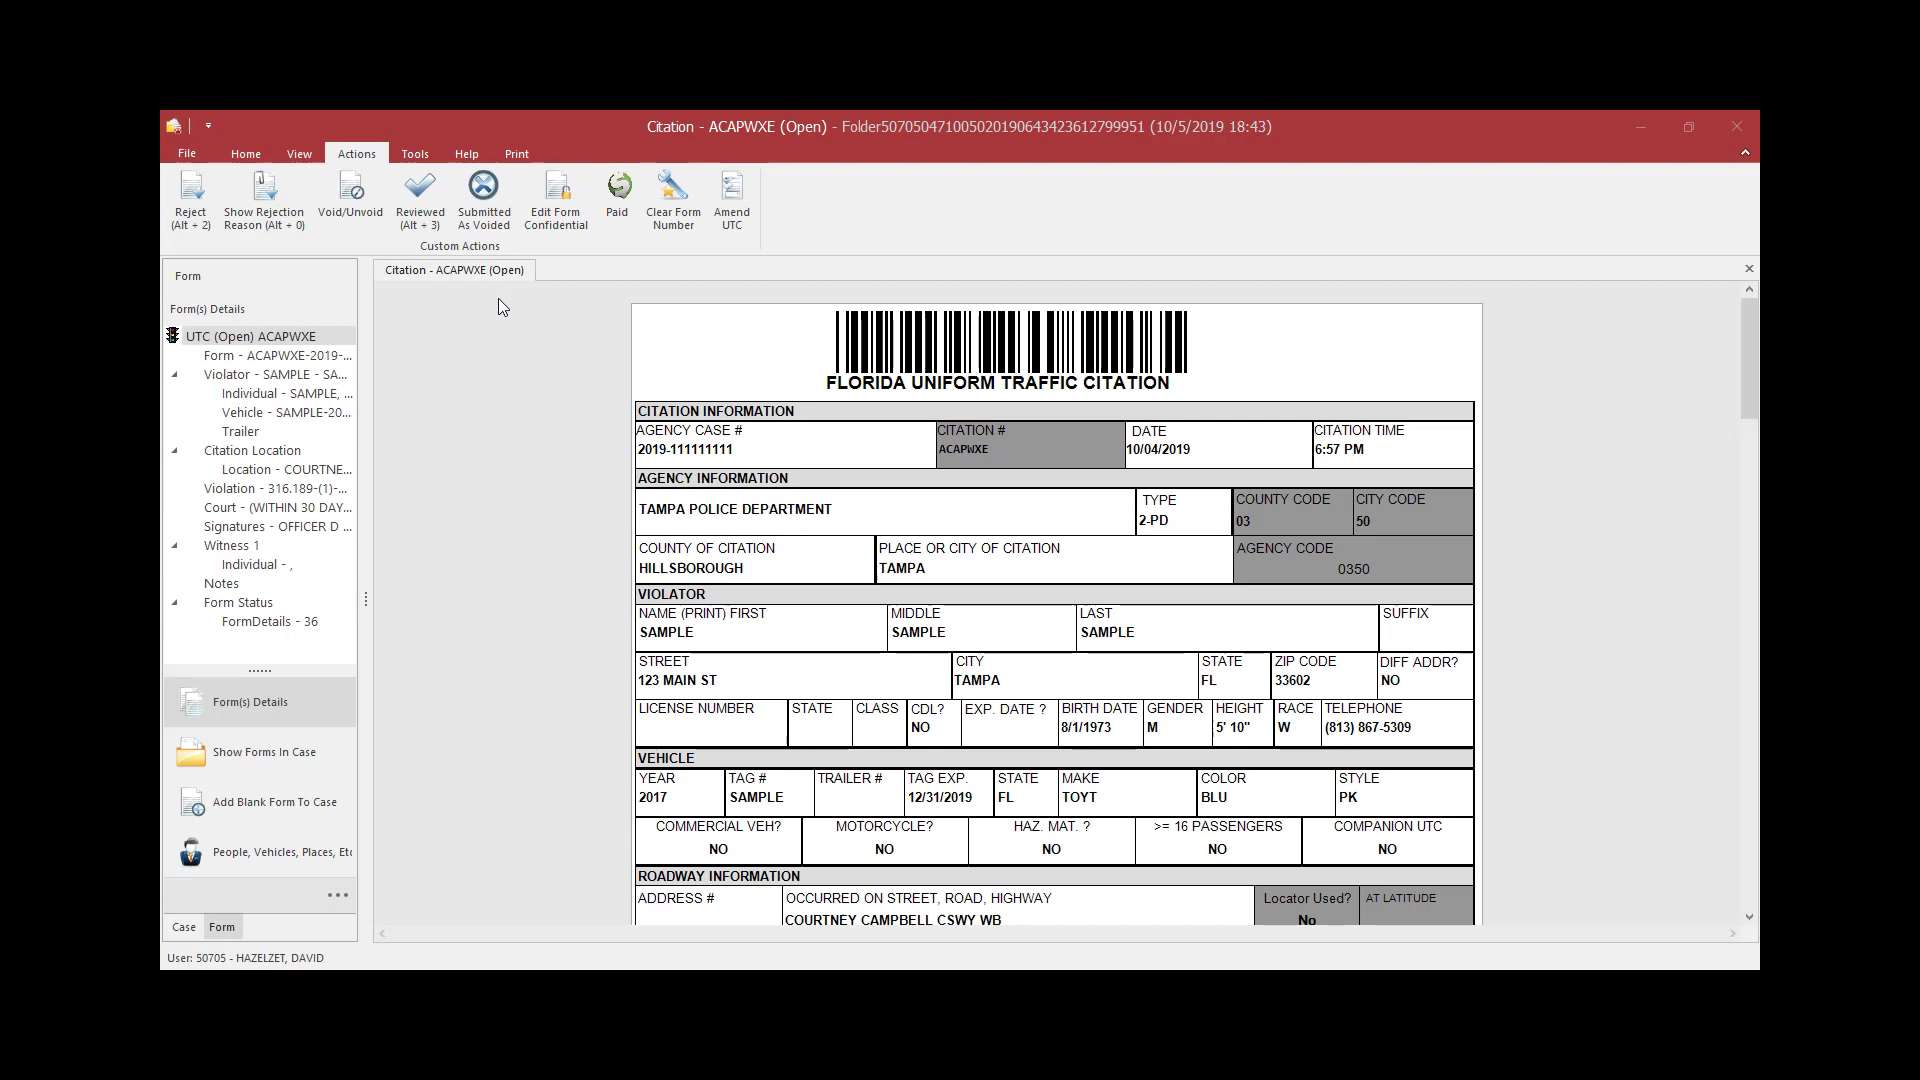 Citation - ACAPWXE (Open) - Folder50705047100502019064342361279​9951 (10/5/2019 18:43)
File Home View Actions Tools Help Print
Reject (Alt + 2)
Show Rejection Reason (Alt + 0)
Void/Unvoid
Reviewed (Alt + 3)
Submitted As Voided
Edit Form Confidential
Paid
Clear Form Number
Amend UTC
Custom Actions
Form
Citation - ACAPWXE (Open)
Form(s) Details
UTC (Open) ACAPWXE
Form - ACAPWXE-2019-...
Violator - SAMPLE - SA...
Individual - SAMPLE, ...
Vehicle - SAMPLE-20...
Trailer
Citation Location
Location - COURTNE...
Violation - 316.189-(1)-...
Court - (WITHIN 30 DAY...
Signatures - OFFICER D ...
Witness 1
Individual - ,
Notes
Form Status
FormDetails - 36
Form(s) Details
Show Forms In Case
Add Blank Form To Case
People, Vehicles, Places, Etc
Case Form
User: 50705 - HAZELZET, DAVID
FLORIDA UNIFORM TRAFFIC CITATION
CITATION INFORMATION
AGENCY CASE # CITATION # DATE CITATION TIME
2019-111111111 ACAPWXE 10/04/2019 6:57 PM
AGENCY INFORMATION
TYPE COUNTY CODE CITY CODE
TAMPA POLICE DEPARTMENT 2-PD 03 50
COUNTY OF CITATION PLACE OR CITY OF CITATION AGENCY CODE
HILLSBOROUGH TAMPA 0350
VIOLATOR
NAME (PRINT) FIRST MIDDLE LAST SUFFIX
SAMPLE SAMPLE SAMPLE
STREET CITY STATE ZIP CODE DIFF ADDR?
123 MAIN ST TAMPA FL 33602 NO
LICENSE NUMBER STATE CLASS CDL? EXP. DATE ? BIRTH DATE GENDER HEIGHT RACE TELEPHONE
NO 8/1/1973 M 5' 10" W (813) 867-5309
VEHICLE
YEAR TAG # TRAILER # TAG EXP. STATE MAKE COLOR STYLE
2017 SAMPLE 12/31/2019 FL TOYT BLU PK
COMMERCIAL VEH? MOTORCYCLE? HAZ. MAT. ? >= 16 PASSENGERS COMPANION UTC
NO NO NO NO NO
ROADWAY INFORMATION
ADDRESS # OCCURRED ON STREET, ROAD, HIGHWAY Locator Used? AT LATITUDE
COURTNEY CAMPBELL CSWY WB No